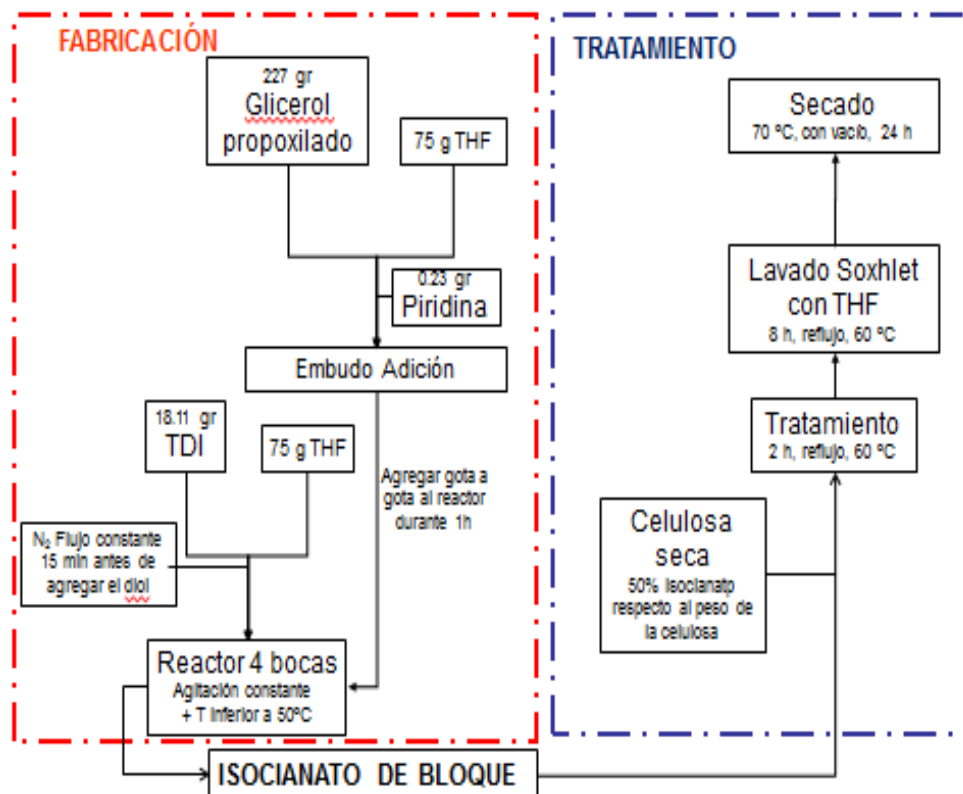 FABRICACIÓN
227 gr
Glicerol
propoxilado
75 g THF
0.23 gr
Piridina
Embudo Adición
18.11 gr
TDI
75 g THF
Agregar gota a
gota al reactor
durante 1h
N₂ Flujo constante
15 min antes de
agregar el diol
Reactor 4 bocas
Agitación constante
+ T inferior a 50ºC
ISOCIANATO DE BLOQUE
TRATAMIENTO
Secado
70 ºC, con vacío, 24 h
Lavado Soxhlet
con THF
8 h, reflujo, 60 ºC
Tratamiento
2 h, reflujo, 60 ºC
Celulosa
seca
50% Isocianatp
respecto al peso de
la celulosa